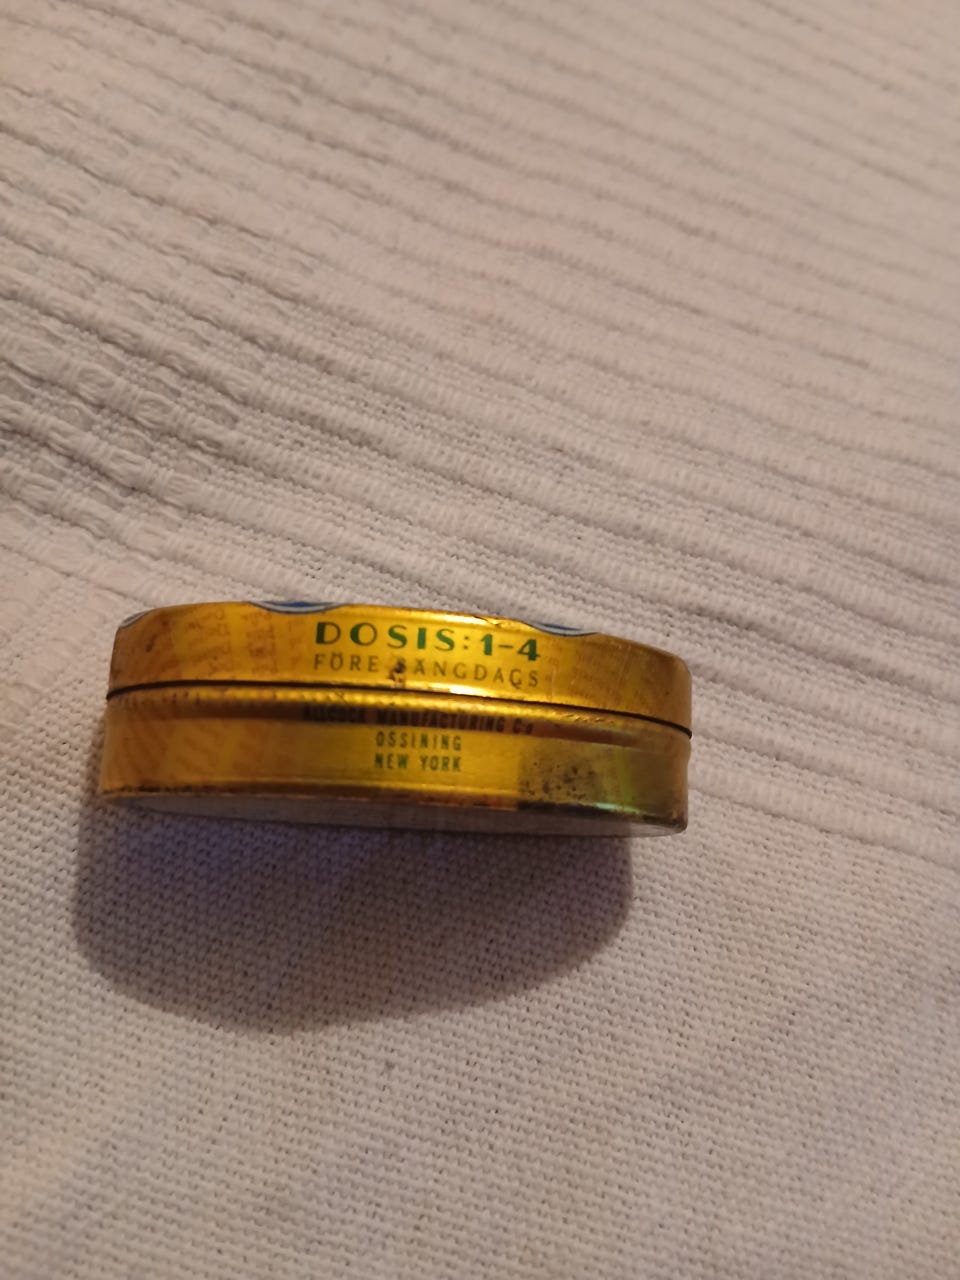 DOSIS: 1-4
FÖRE SÄNGDAGS
ALLCOCK MANUFACTURING Co
OSSINING
NEW YORK